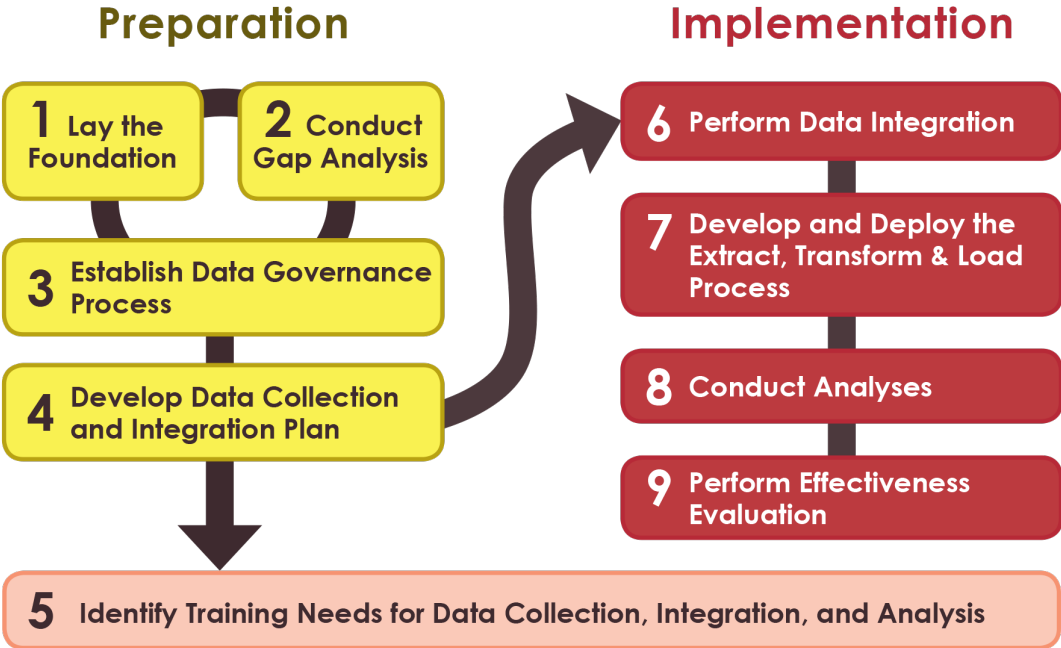 Preparation
1 Lay the
Foundation
2 Conduct
Gap Analysis
3 Establish Data Governance
Process
4 Develop Data Collection
and Integration Plan
5 Identify Training Needs for Data Collection, Integration, and Analysis
Implementation
6 Perform Data Integration
7 Develop and Deploy the
Extract, Transform & Load
Process
8 Conduct Analyses
9 Perform Effectiveness
Evaluation